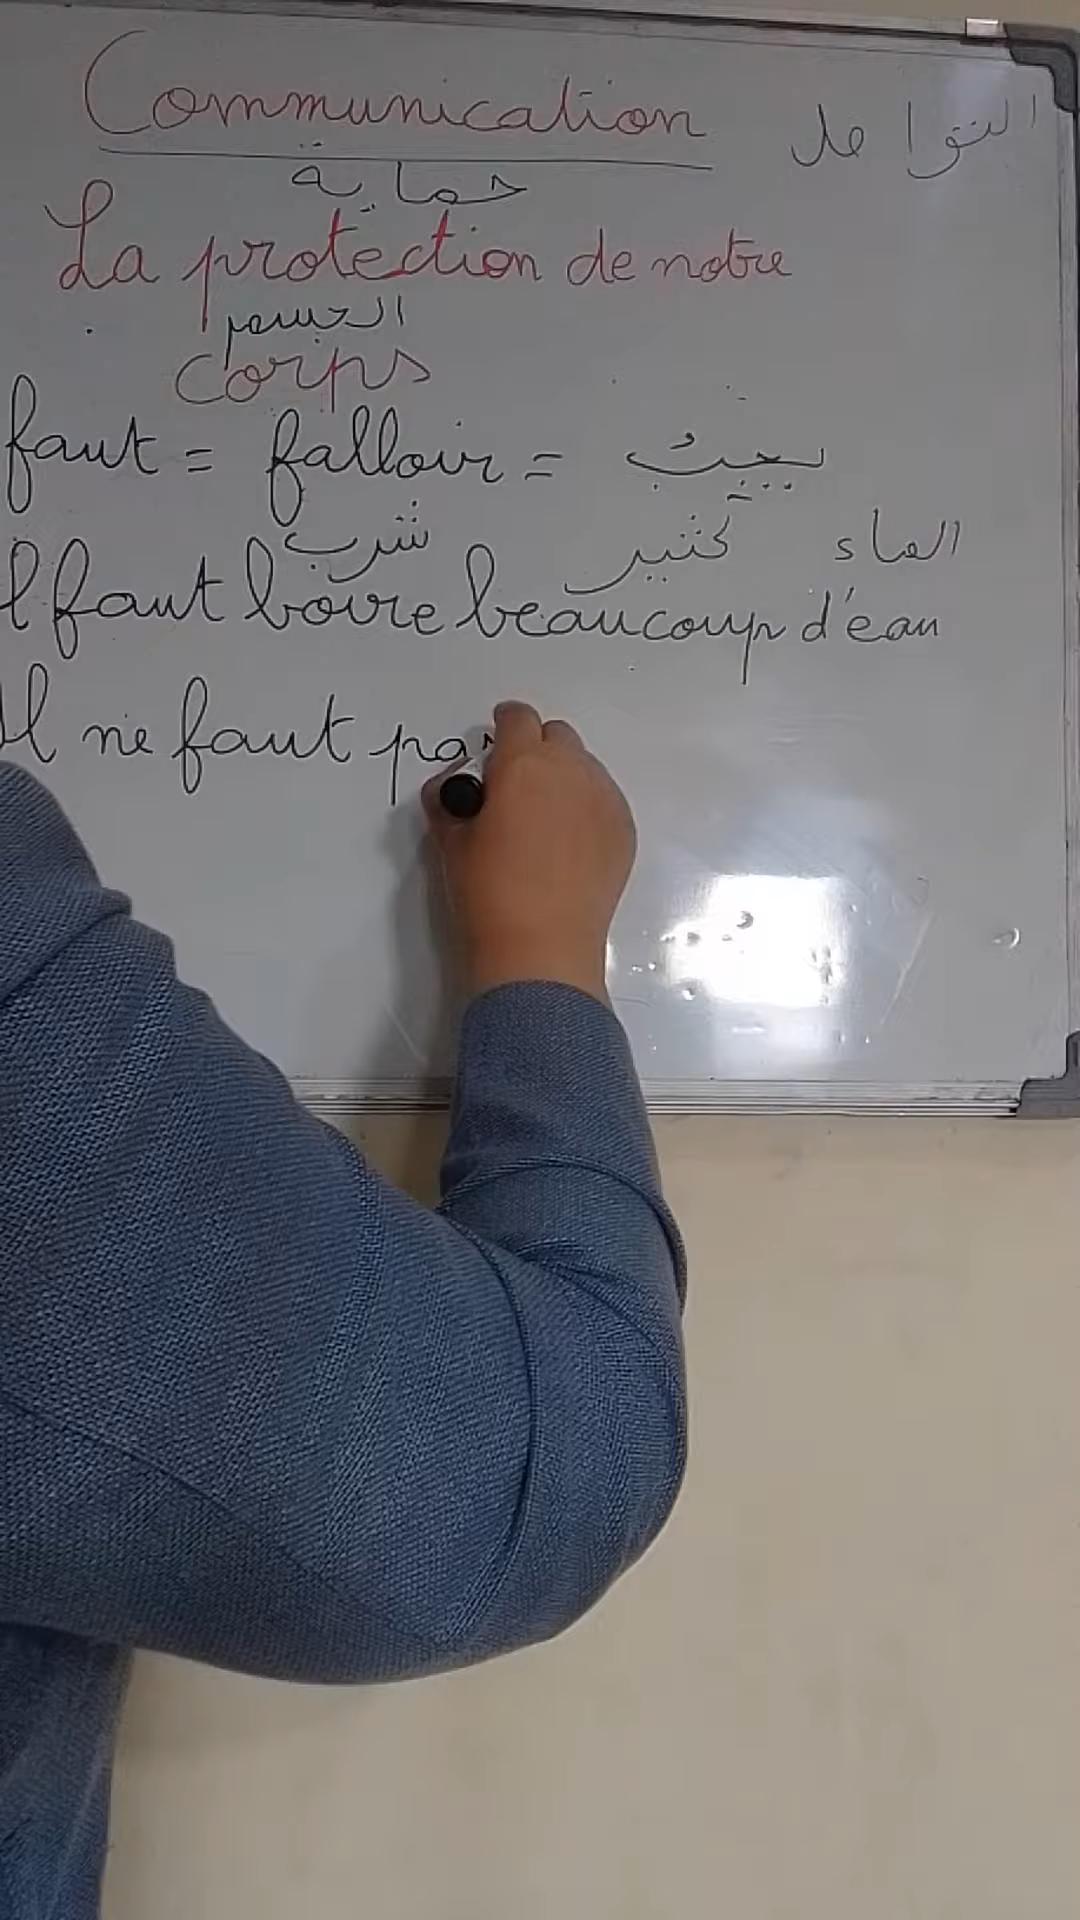 Communication التواصل
حماية
La protection de notre
الجسم
corps
faut = falloir = يجبُ
شرب كثير الماء
l faut boire beaucoup d'eau
Il ne faut pas